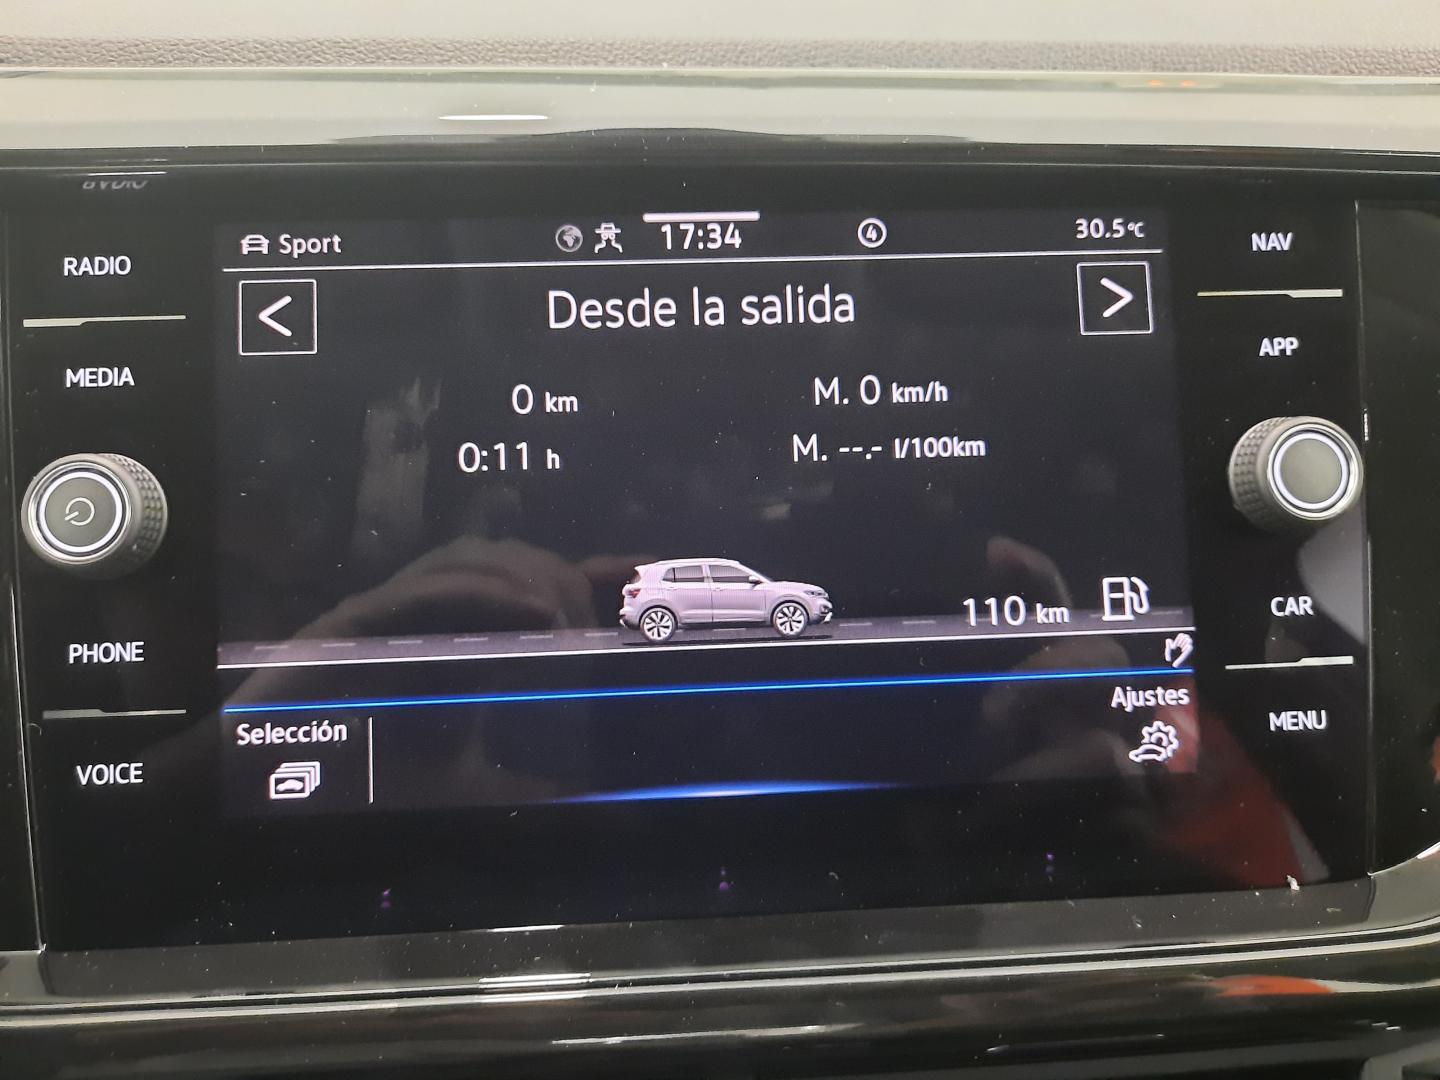 RADIO
MEDIA
PHONE
VOICE
Sport
17:34
4
30.5°C
<
Desde la salida
>
0 km
M. 0 km/h
0:11 h
M. --.- l/100km
110 km
Selección
Ajustes
NAV
APP
CAR
MENU